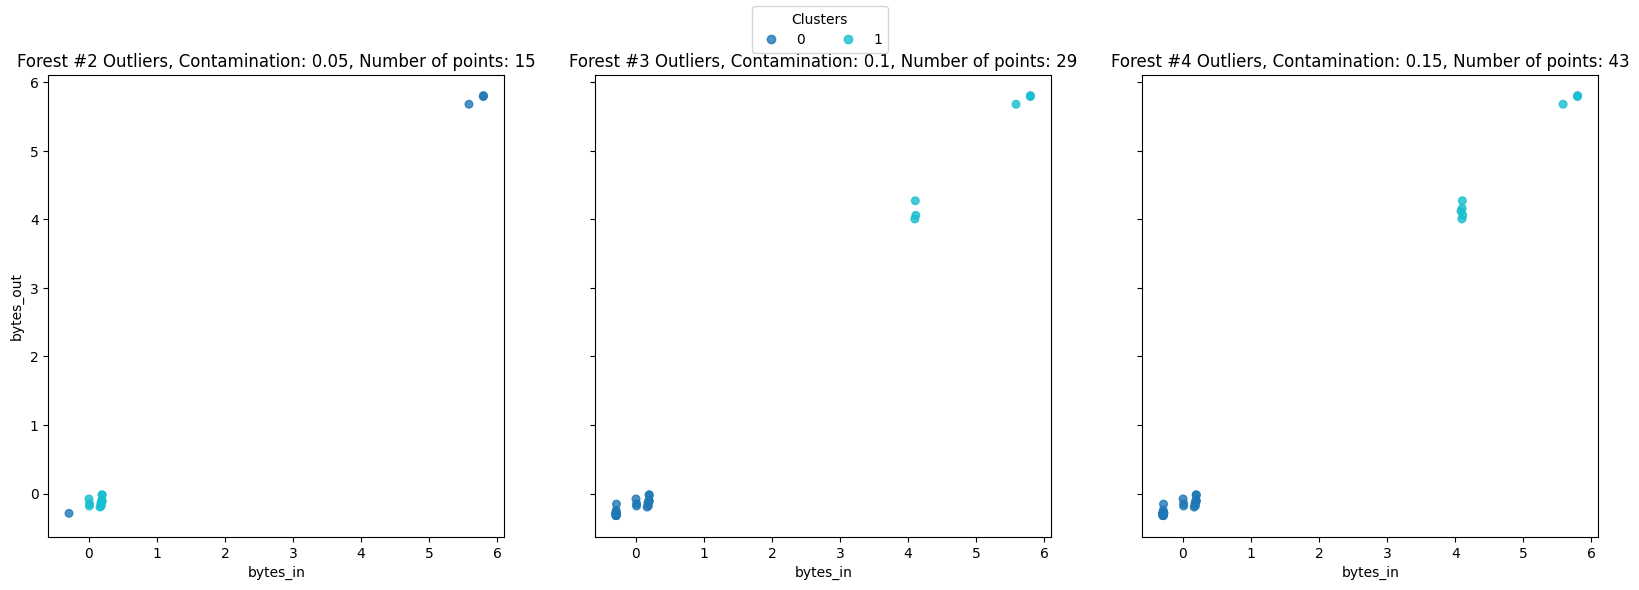 Clusters
0 1
Forest #2 Outliers, Contamination: 0.05, Number of points: 15
Forest #3 Outliers, Contamination: 0.1, Number of points: 29
Forest #4 Outliers, Contamination: 0.15, Number of points: 43
6
5
4
3
2
1
0
bytes_out
0 1 2 3 4 5 6
bytes_in
0 1 2 3 4 5 6
bytes_in
0 1 2 3 4 5 6
bytes_in